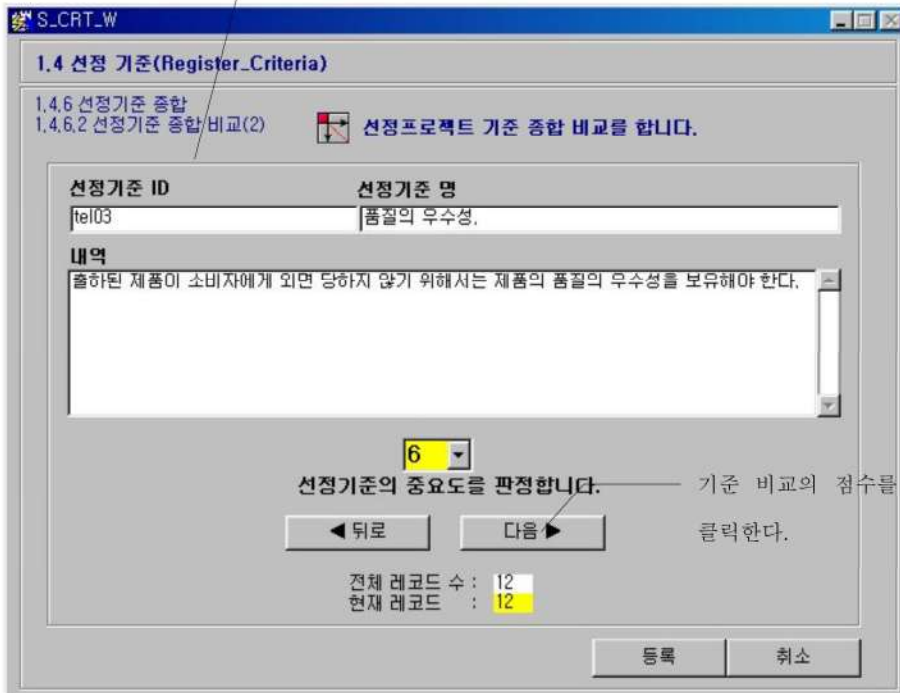 S_CRT_W
1.4 선정 기준(Register_Criteria)
1.4.6 선정기준 종합
1.4.6.2 선정기준 종합 비교(2)
선정프로젝트 기준 종합 비교를 합니다.
선정기준 ID 선정기준 명
tel03 품질의 우수성.
내역
출하된 제품이 소비자에게 외면 당하지 않기 위해서는 제품의 품질의 우수성을 보유해야 한다.
6
선정기준의 중요도를 판정합니다.
기준 비교의 점수를
◀ 뒤로 다음 ▶
클릭한다.
전체 레코드 수 : 12
현재 레코드 : 12
등록 취소